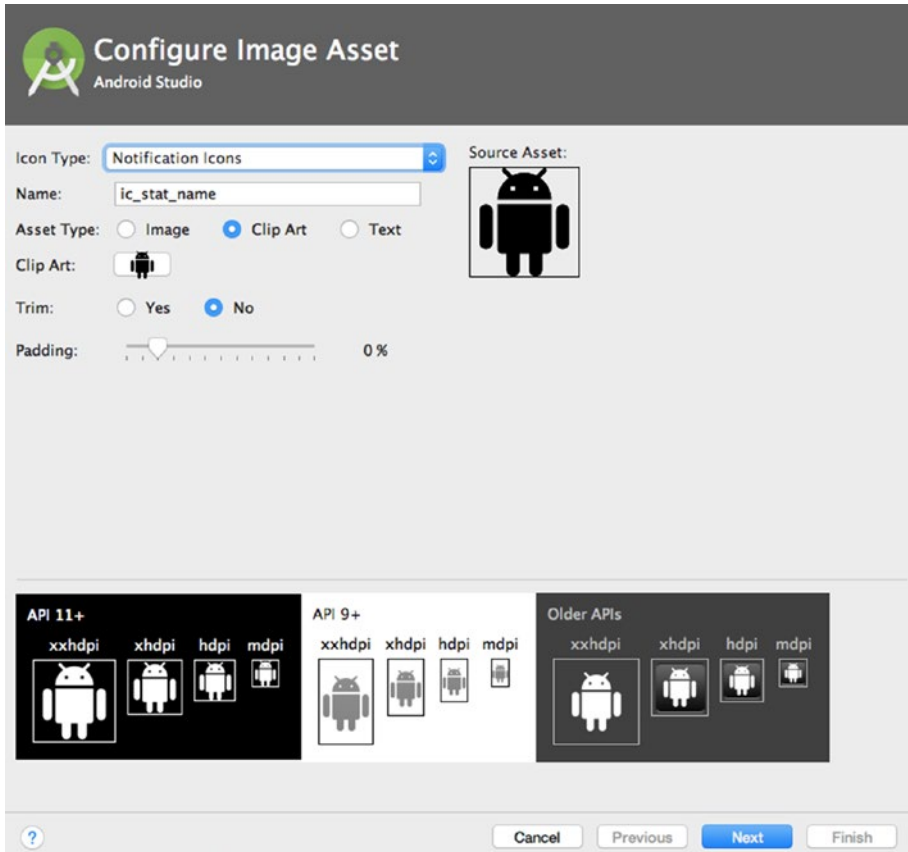 Configure Image Asset
Android Studio
Icon Type: Notification Icons
Source Asset:
Name: ic_stat_name
Asset Type: Image Clip Art Text
Clip Art:
Trim: Yes No
Padding: 0 %
API 11+
xxhdpi xhdpi hdpi mdpi
API 9+
xxhdpi xhdpi hdpi mdpi
Older APIs
xxhdpi xhdpi hdpi mdpi
? Cancel Previous Next Finish